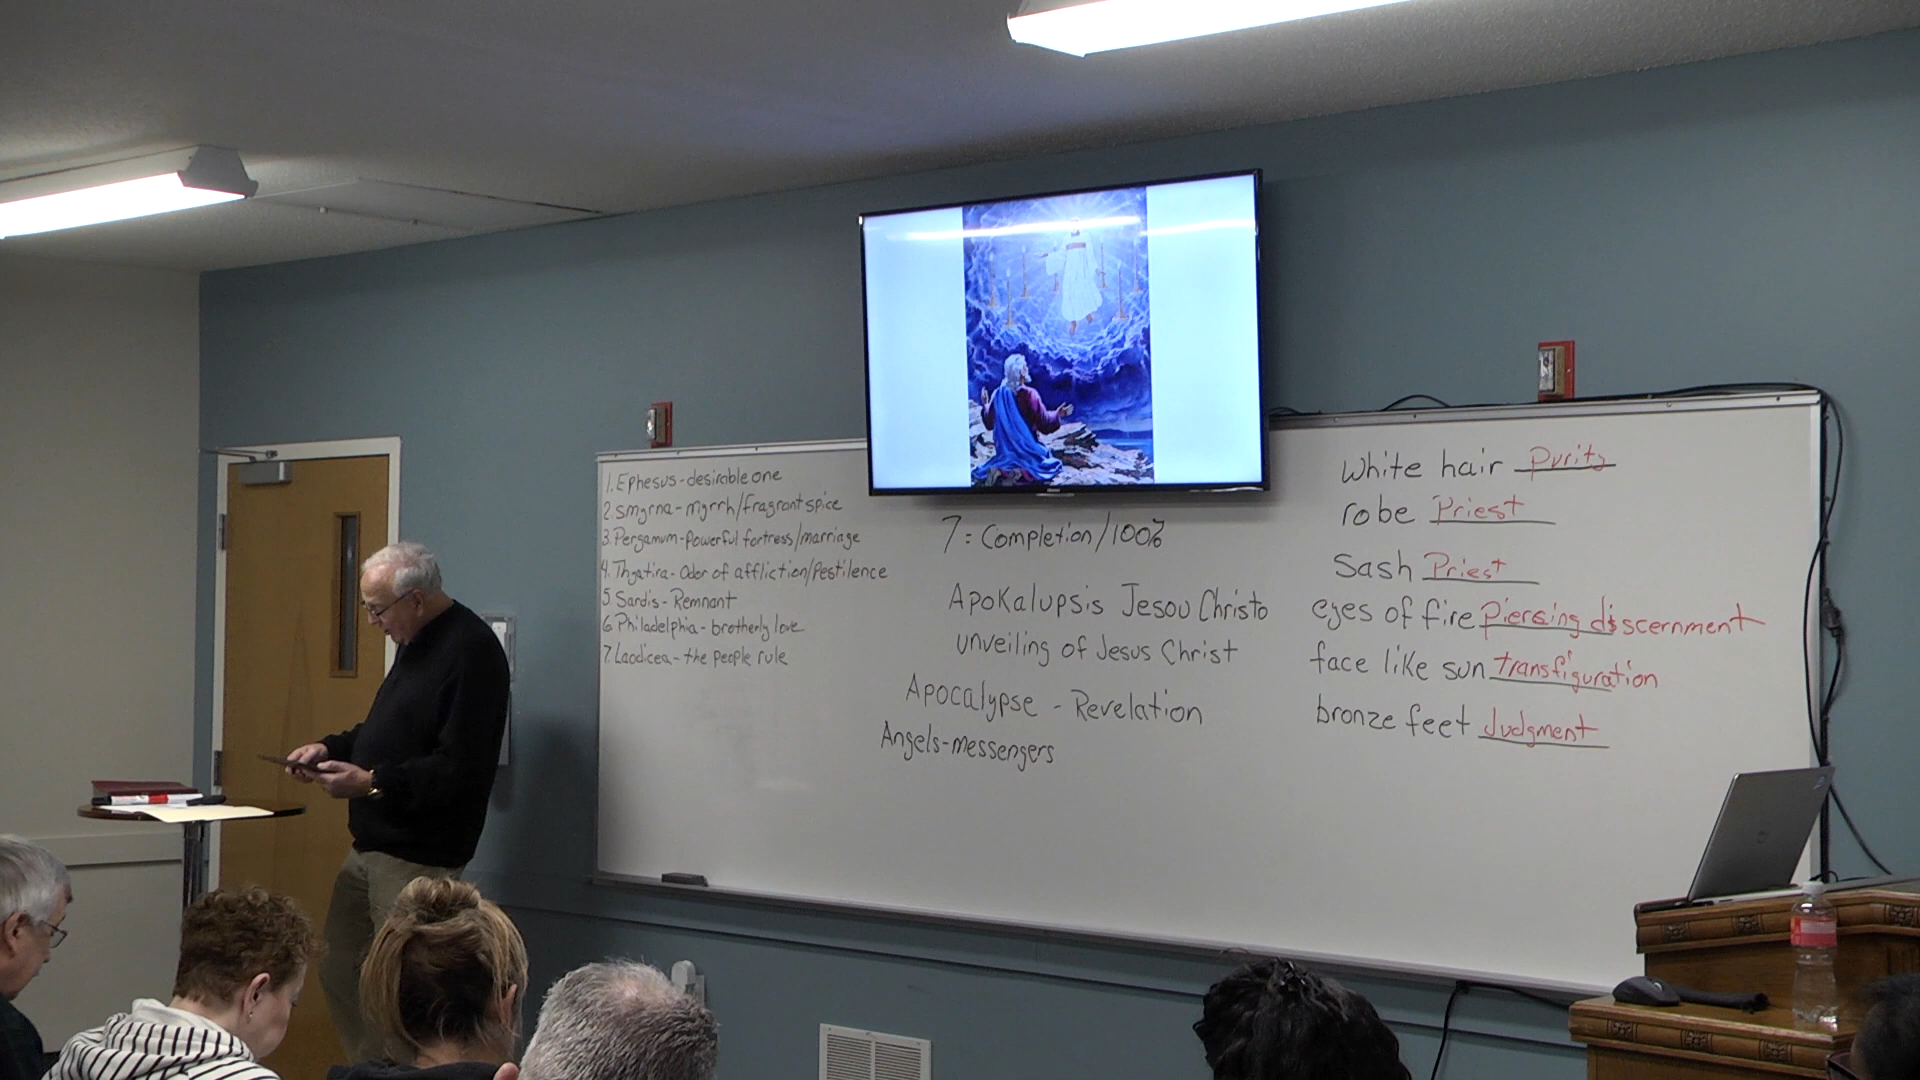 1. Ephesus - desirable one
2. smyrna - myrrh/fragrant spice
3. Pergamum - powerful fortress/marriage
4. Thyatira - Odor of affliction/Pestilence
5. Sardis - Remnant
6. Philadelphia - brotherly love
7. Laodicea - the people rule
7 = Completion/100%
Apokalupsis Jesou Christo
unveiling of Jesus Christ
Apocalypse - Revelation
Angels - messengers
White hair Purity
robe Priest
Sash Priest
eyes of fire piercing discernment
face like sun transfiguration
bronze feet Judgment